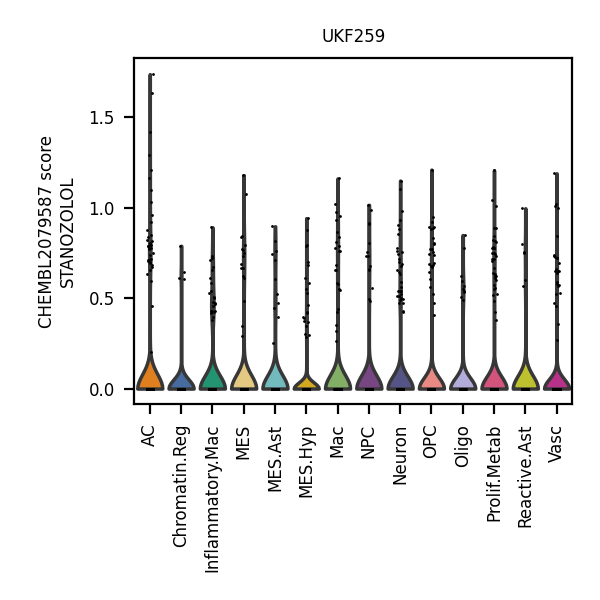 UKF259
CHEMBL2079587 score
STANOZOLOL
1.5
1.0
0.5
0.0
AC
Chromatin.Reg
Inflammatory.Mac
MES
MES.Ast
MES.Hyp
Mac
NPC
Neuron
OPC
Oligo
Prolif.Metab
Reactive.Ast
Vasc